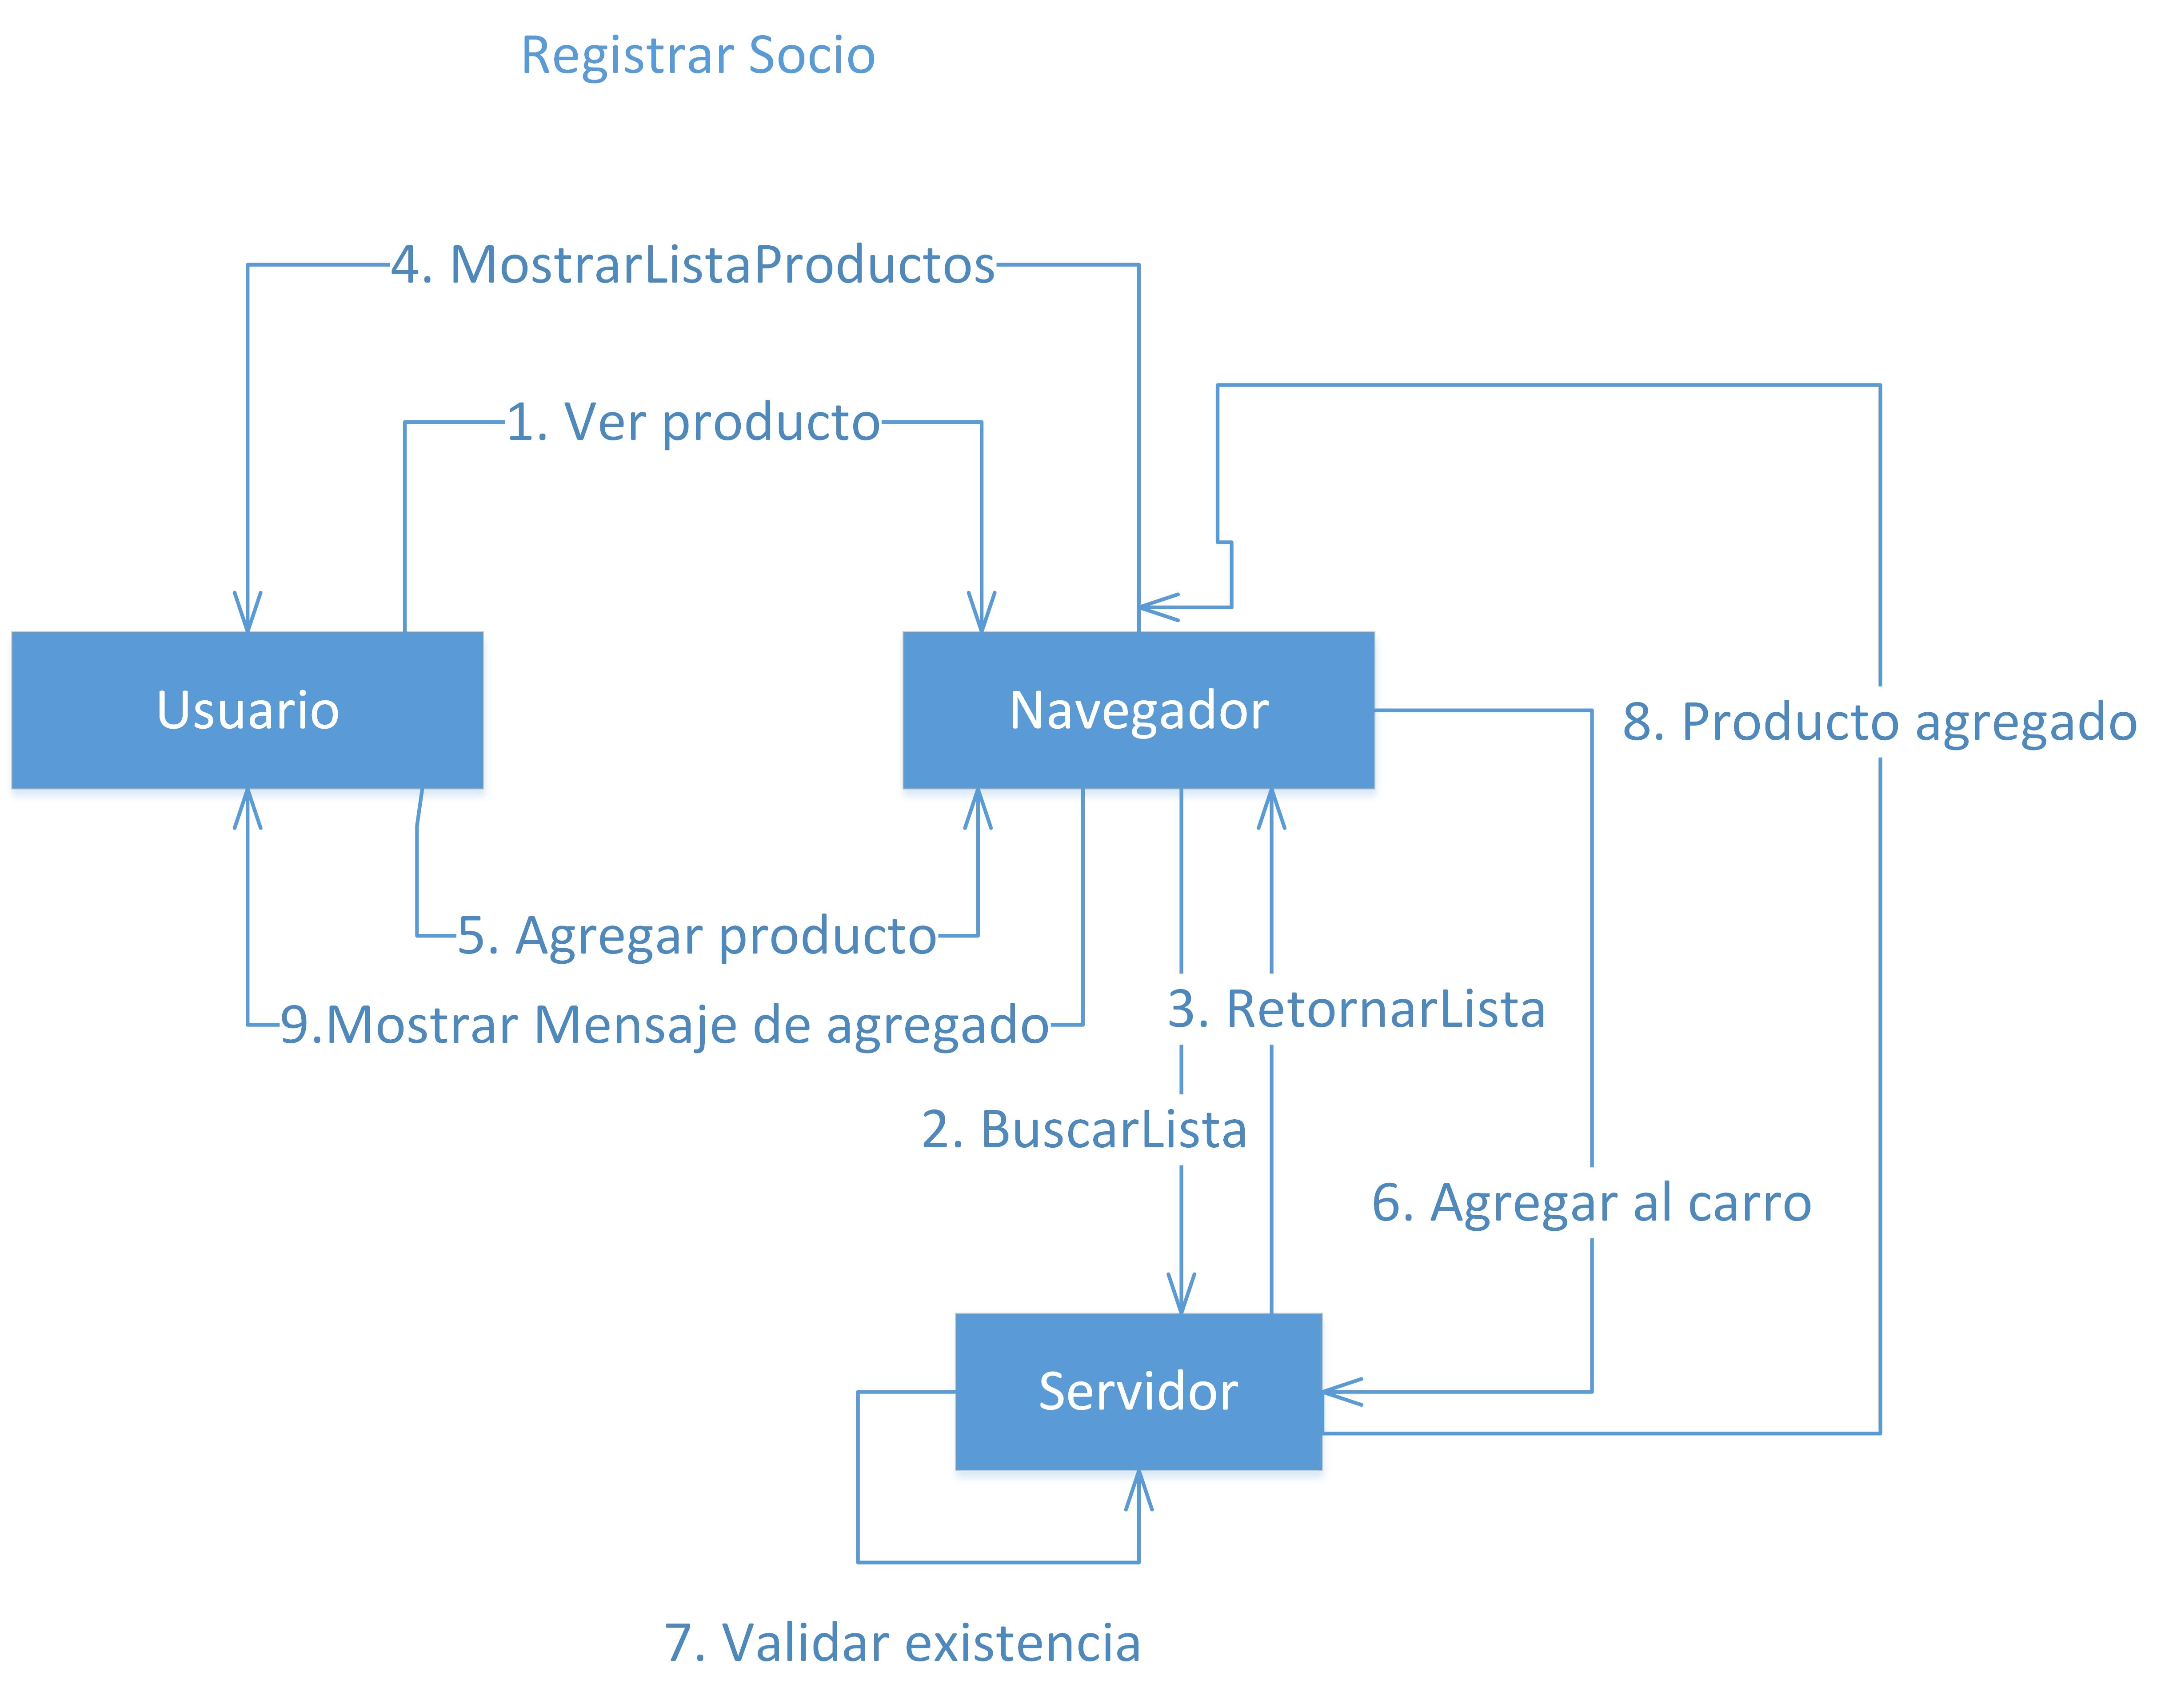 Registrar Socio
4. MostrarListaProductos
1. Ver producto
Usuario
Navegador
8. Producto agregado
5. Agregar producto
9.Mostrar Mensaje de agregado
3. RetornarLista
2. BuscarLista
6. Agregar al carro
Servidor
7. Validar existencia